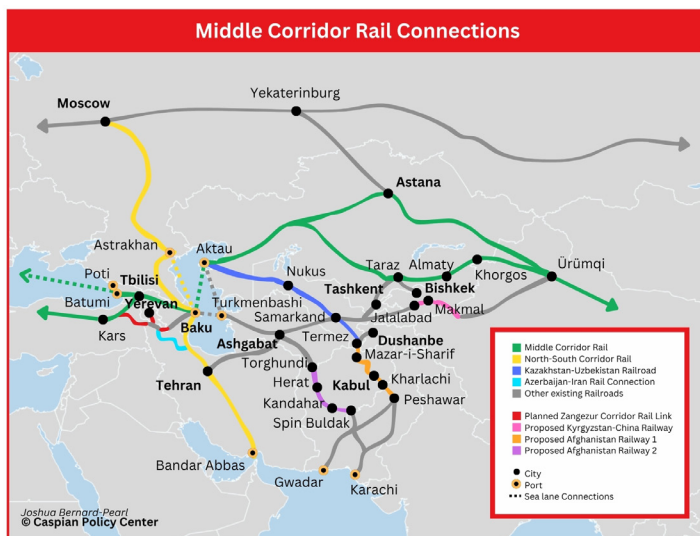 Middle Corridor Rail Connections
Yekaterinburg
Moscow
Astana
Astrakhan
Aktau
Poti
Tbilisi
Taraz
Almaty
Ürümqi
Khorgos
Nukus
Batumi
Yerevan
Turkmenbashi
Tashkent
Bishkek
Kars
Baku
Samarkand
Jalalabad
Makmal
Ashgabat
Termez
Dushanbe
Mazar-i-Sharif
Torghundi
Tehran
Herat
Kabul
Kharlachi
Kandahar
Peshawar
Spin Buldak
Bandar Abbas
Gwadar
Karachi
Middle Corridor Rail
North-South Corridor Rail
Kazakhstan-Uzbekistan Railroad
Azerbaijan-Iran Rail Connection
Other existing Railroads
Planned Zangezur Corridor Rail Link
Proposed Kyrgyzstan-China Railway
Proposed Afghanistan Railway 1
Proposed Afghanistan Railway 2
City
Port
Sea lane Connections
Joshua Bernard-Pearl
© Caspian Policy Center